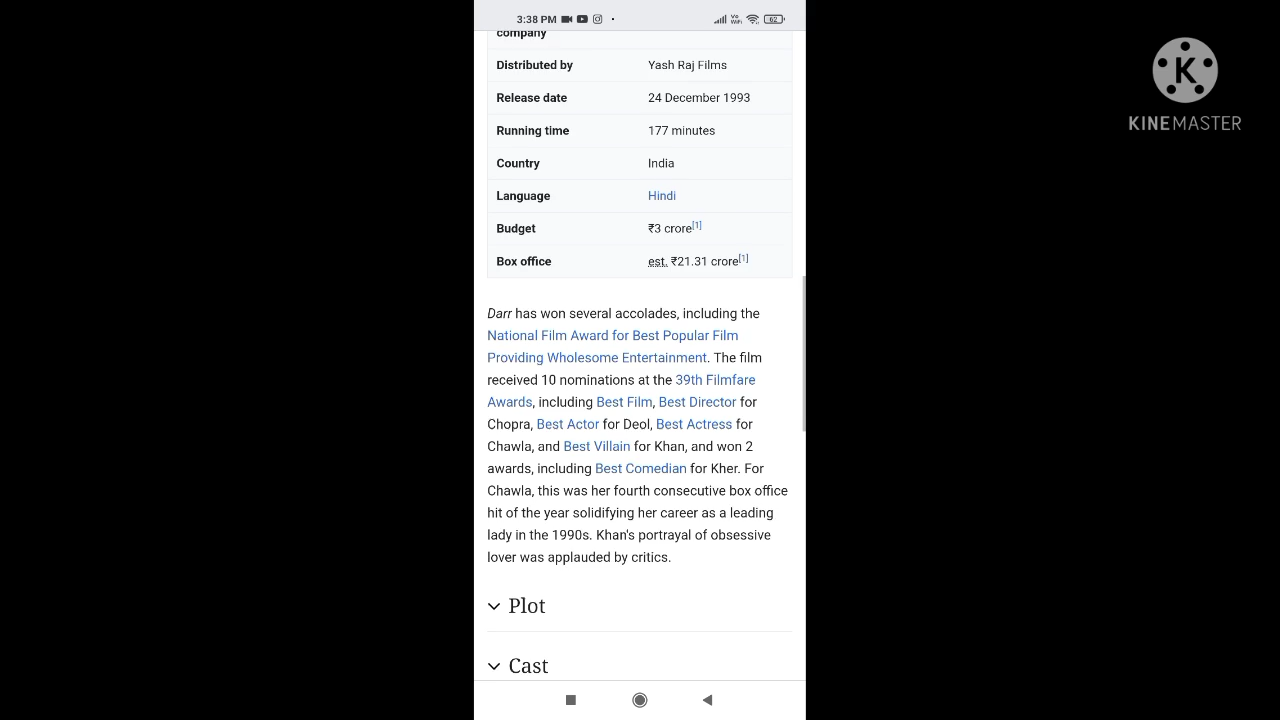 3:38 PM
Vo
WiFi
62
company
Distributed by Yash Raj Films
Release date 24 December 1993
Running time 177 minutes
Country India
Language Hindi
Budget ₹3 crore[1]
Box office est. ₹21.31 crore[1]
K
KINEMASTER
Darr has won several accolades, including the
National Film Award for Best Popular Film
Providing Wholesome Entertainment. The film
received 10 nominations at the 39th Filmfare
Awards, including Best Film, Best Director for
Chopra, Best Actor for Deol, Best Actress for
Chawla, and Best Villain for Khan, and won 2
awards, including Best Comedian for Kher. For
Chawla, this was her fourth consecutive box office
hit of the year solidifying her career as a leading
lady in the 1990s. Khan's portrayal of obsessive
lover was applauded by critics.
Plot
Cast